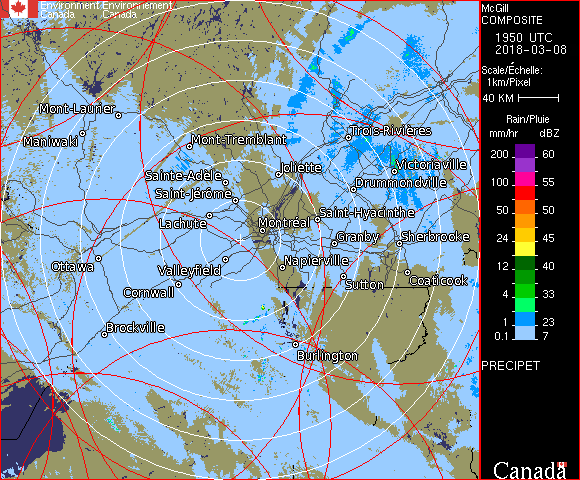 Environment Environnement
Canada Canada
McGill
COMPOSITE
1950 UTC
2018-03-08
Scale/Échelle:
1km/Pixel
40 KM
Rain/Pluie
mm/hr dBZ
200 60
100 55
50 50
24 45
12 40
4 33
1 23
0.1 7
PRECIPET
Canada
Mont-Laurier
Maniwaki
Mont-Tremblant
Trois-Rivières
Sainte-Adèle
Joliette
Victoriaville
Saint-Jérôme
Drummondville
Lachute
Montréal
Saint-Hyacinthe
Granby
Sherbrooke
Ottawa
Valleyfield
Napierville
Cornwall
Sutton
Coaticook
Brockville
Burlington